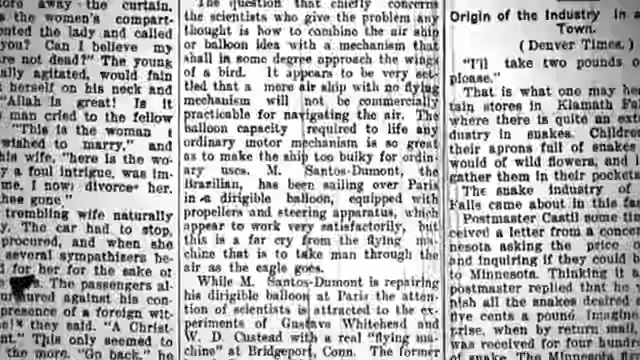 ore away the curtain.
s the women's compart-
onted the lady and called
you? Can I believe my
re not dead?" The young
ally agitated, would fain
t herself on his neck and
"Allah is great! Is it
man cried to the fellow
"This is the woman I
wished to marry," and
his wife, "here is the wo-
y a foul intrigue, was im-
me. I now divorce her.
hee gone."
trembling wife naturally
y. The car had to stop,
procured, and when she
several sympathisers be-
d for her for the sake of
The passengers al-
against his con-
presence of a foreign wit-
they said. "A Christ-
n't." This only seemed to
the more. "Go back," he
The question that chiefly concerns
the scientists who give the problem any
thought is how to combine the air ship
or balloon idea with a mechanism that
shall in some degree approach the wings
of a bird. It appears to be very set-
tled that a mere air ship with no flying
mechanism will not be commercially
practicable for navigating the air. The
balloon capacity required to life any
ordinary motor mechanism is so great
as to make the ship too bulky for ordin-
ary uses. M. Santos-Dumont, the
Brazilian, has been sailing over Paris
in a dirigible balloon, equipped with
propellers and steering apparatus, which
appear to work very satisfactorily, but
this is a far cry from the flying ma-
chine that is to take man through the
air as the eagle goes.
While M. Santos-Dumont is repairing
his dirigible balloon at Paris the atten-
tion of scientists is attracted to the ex-
periments of Gustave Whitehead and
W. D. Custead with a real "flying ma-
chine" at Bridgeport, Conn. The former
Origin of the Industry in a
Town.
(Denver Times.)
"I'll take two pounds o
please."
That is what one may he
tain stores in Klamath Fa
where there is quite an ext
dustry in snakes. Children
their aprons full of snakes
would of wild flowers, and
gather them in their pockets
The snake industry of
Falls came about in this fa
Postmaster Castil some tim
ceived a letter from a conce
nesota asking the price
and inquiring if they could b
to Minnesota. Thinking it a
postmaster replied that he w
nish all the snakes desired
five cents a pound. Imagine
prise, when by return mail
was received for four hund
snake. The Minnesota